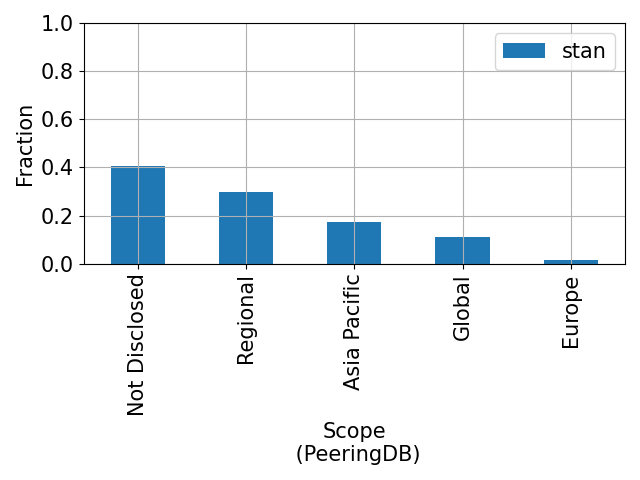 1.0
0.8
0.6
0.4
0.2
0.0
Fraction
stan
Not Disclosed
Regional
Asia Pacific
Global
Europe
Scope
(PeeringDB)